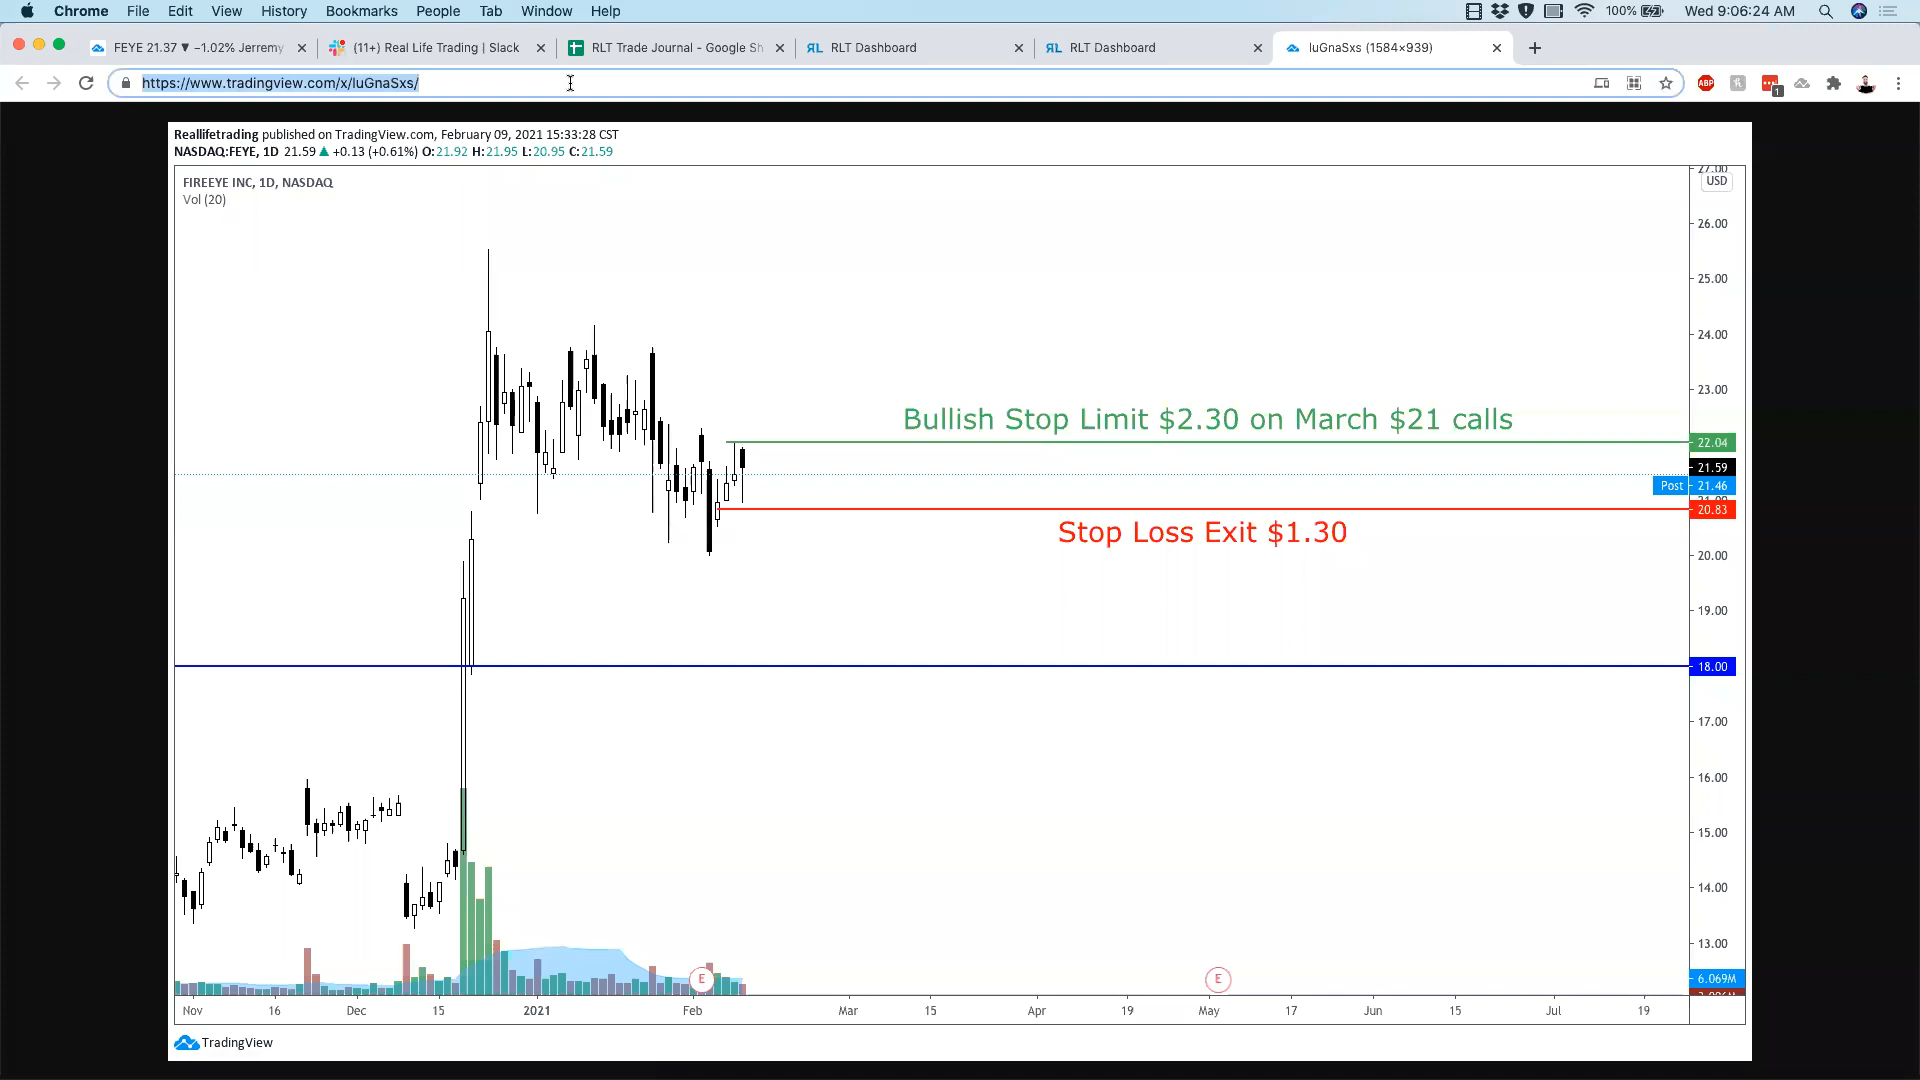 Chrome File Edit View History Bookmarks People Tab Window Help 100% Wed 9:06:24 AM
FEYE 21.37 ▼ −1.02% Jerremy (11+) Real Life Trading | Slack RLT Trade Journal - Google Sh RLT Dashboard RLT Dashboard luGnaSxs (1584×939)
https://www.tradingview.com/x/luGnaSxs/ ABP 1
Reallifetrading published on TradingView.com, February 09, 2021 15:33:28 CST
NASDAQ:FEYE, 1D 21.59 ▲ +0.13 (+0.61%) O:21.92 H:21.95 L:20.95 C:21.59
27.00
FIREEYE INC, 1D, NASDAQ USD
Vol (20)
26.00
25.00
24.00
23.00
Bullish Stop Limit $2.30 on March $21 calls
22.04
21.59
Post 21.46
21.00
20.83
Stop Loss Exit $1.30
20.00
19.00
18.00
17.00
16.00
15.00
14.00
13.00
E E 6.069M
Nov 16 Dec 15 2021 Feb Mar 15 Apr 19 May 17 Jun 15 Jul 19
TradingView